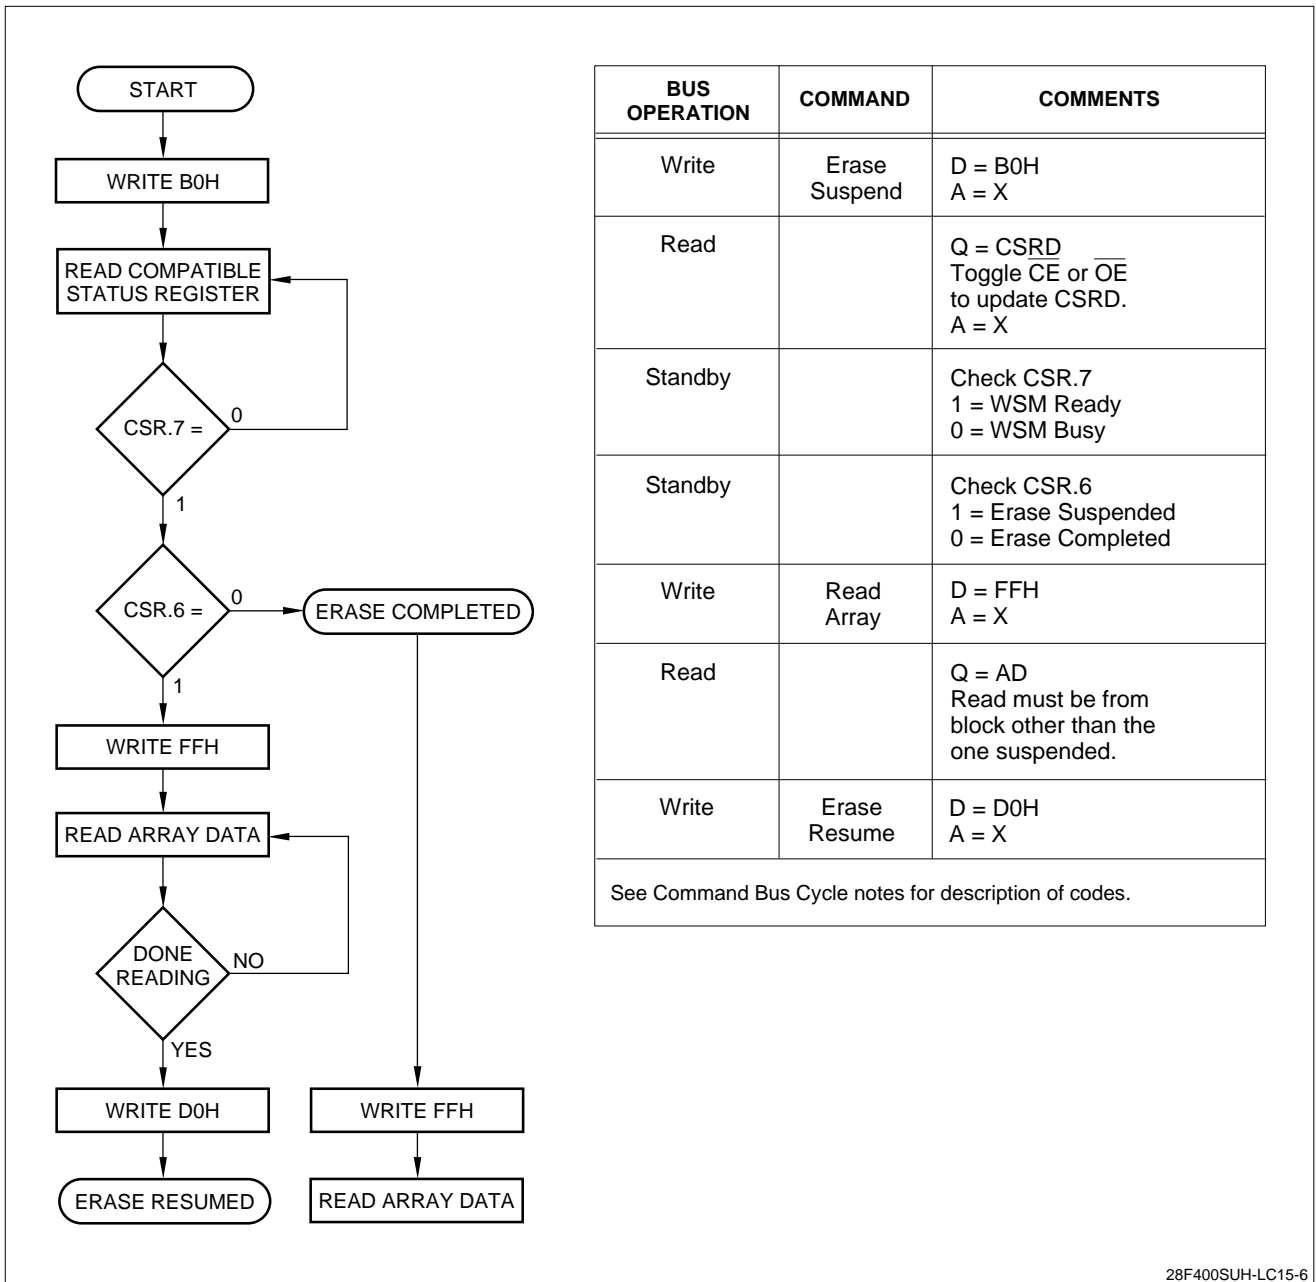 START
WRITE B0H
READ COMPATIBLE
STATUS REGISTER
CSR.7 =
0
1
CSR.6 =
0
ERASE COMPLETED
1
WRITE FFH
READ ARRAY DATA
DONE
READING
NO
YES
WRITE D0H
WRITE FFH
ERASE RESUMED
READ ARRAY DATA
BUS
OPERATION
COMMAND
COMMENTS
Write
Erase
Suspend
D = B0H
A = X
Read
Q = CSRD
Toggle C̅E̅ or O̅E̅
to update CSRD.
A = X
Standby
Check CSR.7
1 = WSM Ready
0 = WSM Busy
Standby
Check CSR.6
1 = Erase Suspended
0 = Erase Completed
Write
Read
Array
D = FFH
A = X
Read
Q = AD
Read must be from
block other than the
one suspended.
Write
Erase
Resume
D = D0H
A = X
See Command Bus Cycle notes for description of codes.
28F400SUH-LC15-6